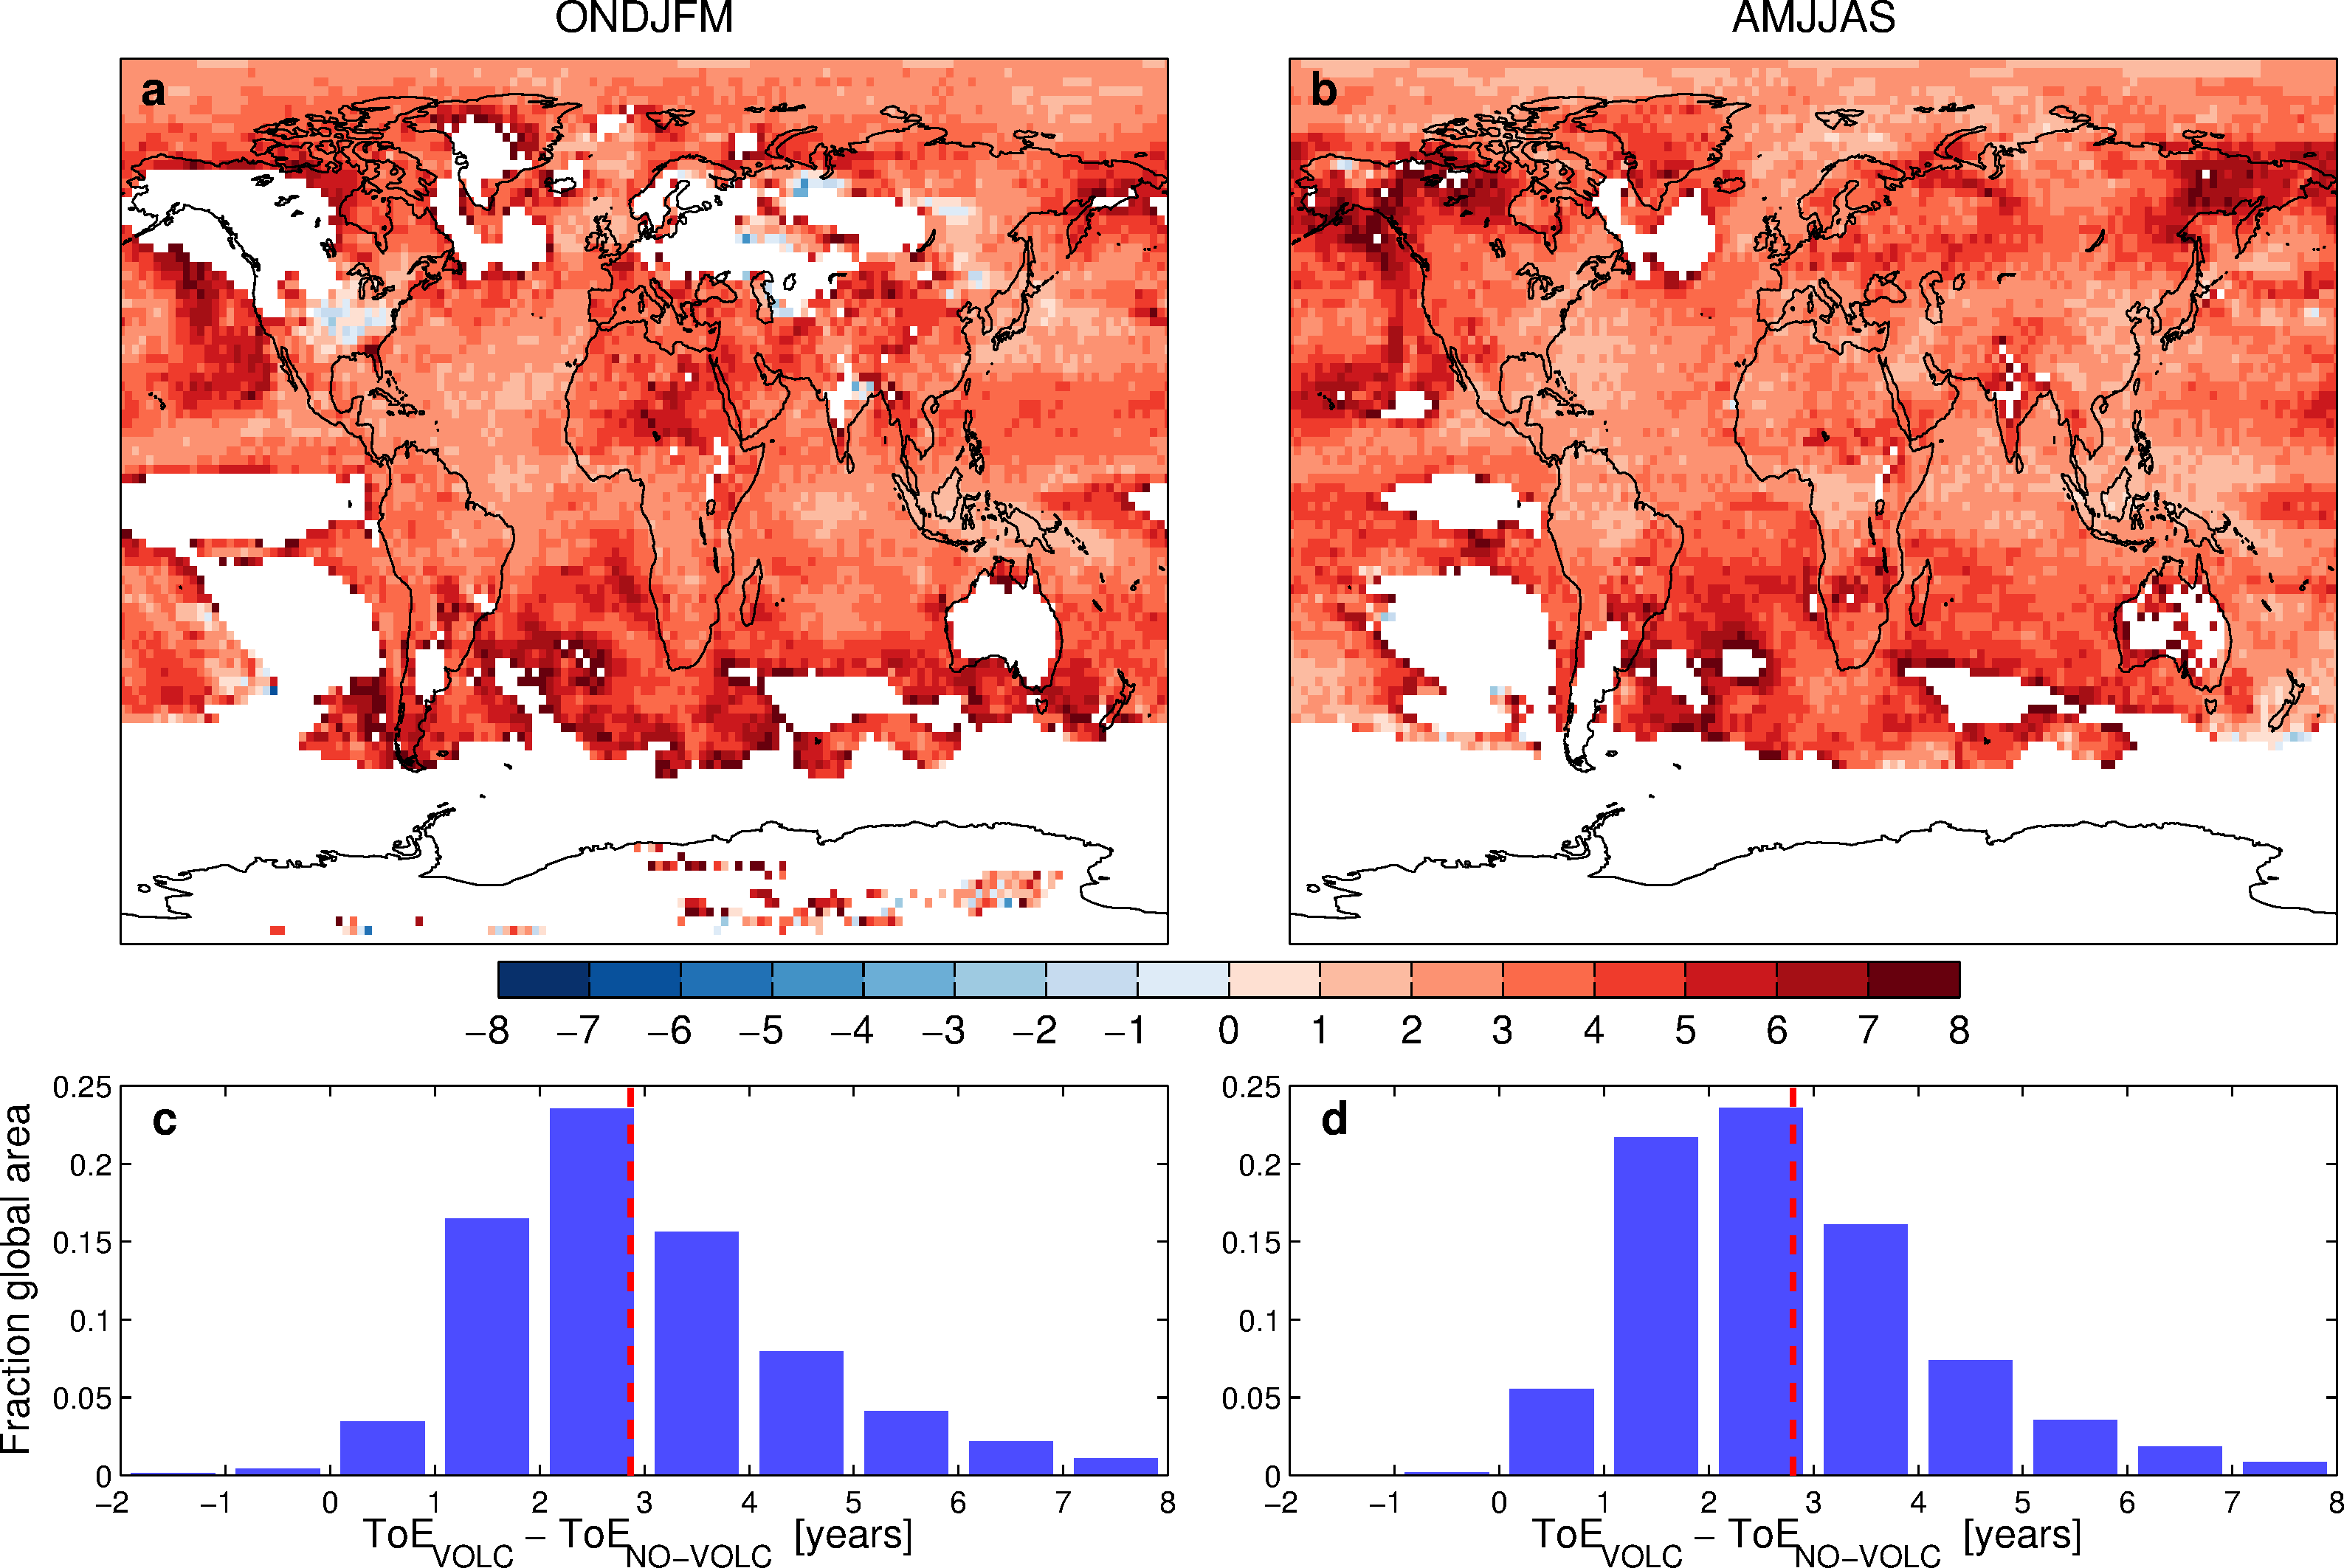 ONDJFM AMJJAS
a b
−8 −7 −6 −5 −4 −3 −2 −1 0 1 2 3 4 5 6 7 8
c d
Fraction global area
0.25 0.2 0.15 0.1 0.05 0
0.25 0.2 0.15 0.1 0.05 0
−2 −1 0 1 2 3 4 5 6 7 8
−2 −1 0 1 2 3 4 5 6 7 8
ToE_VOLC − ToE_NO−VOLC [years]
ToE_VOLC − ToE_NO−VOLC [years]